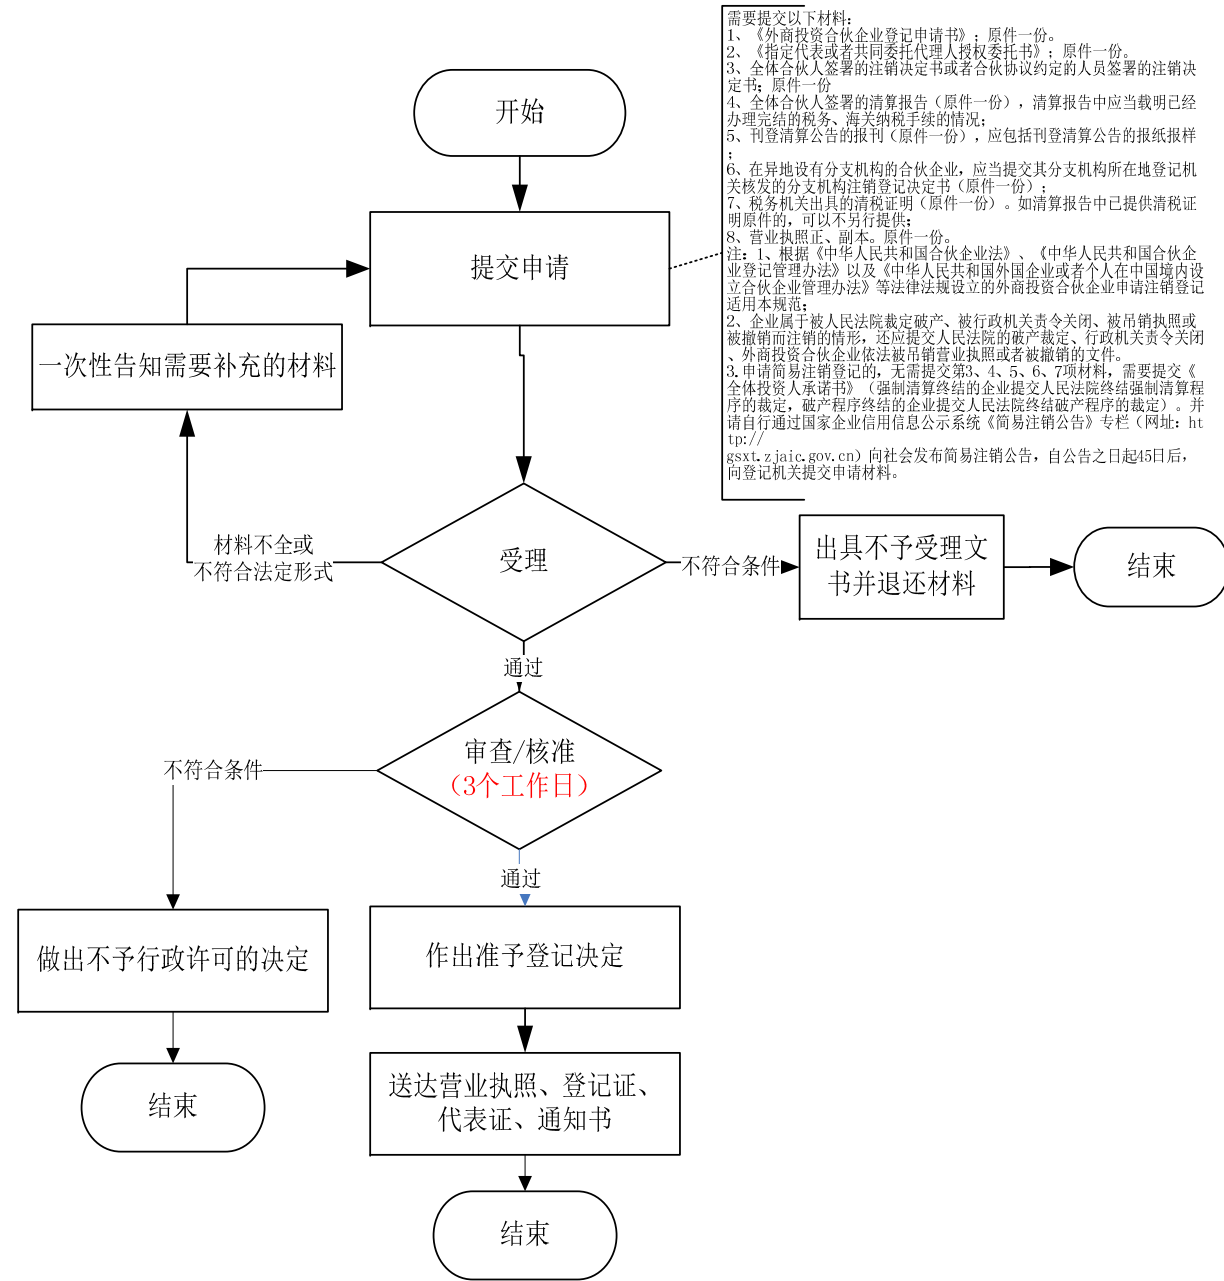 需要提交以下材料：
1、《外商投资合伙企业登记申请书》；原件一份。
2、《指定代表或者共同委托代理人授权委托书》；原件一份。
3、全体合伙人签署的注销决定书或者合伙协议约定的人员签署的注销决
定书；原件一份
4、全体合伙人签署的清算报告（原件一份），清算报告中应当载明已经
办理完结的税务、海关纳税手续的情况；
5、刊登清算公告的报刊（原件一份），应包括刊登清算公告的报纸报样
；
6、在异地设有分支机构的合伙企业，应当提交其分支机构所在地登记机
关核发的分支机构注销登记决定书（原件一份）；
7、税务机关出具的清税证明（原件一份）。如清算报告中已提供清税证
明原件的，可以不另行提供；
8、营业执照正、副本。原件一份。
注：1、根据《中华人民共和国合伙企业法》、《中华人民共和国合伙企
业登记管理办法》以及《中华人民共和国外国企业或者个人在中国境内设
立合伙企业管理办法》等法律法规设立的外商投资合伙企业申请注销登记
适用本规范；
2、企业属于被人民法院裁定破产、被行政机关责令关闭、被吊销执照或
被撤销而注销的情形，还应提交人民法院的破产裁定、行政机关责令关闭
、外商投资合伙企业依法被吊销营业执照或者被撤销的文件。
3.申请简易注销登记的，无需提交第3、4、5、6、7项材料，需要提交《
全体投资人承诺书》（强制清算终结的企业提交人民法院终结强制清算程
序的裁定，破产程序终结的企业提交人民法院终结破产程序的裁定）。并
请自行通过国家企业信用信息公示系统《简易注销公告》专栏（网址：ht
tp://
gsxt.zjaic.gov.cn）向社会发布简易注销公告，自公告之日起45日后，
向登记机关提交申请材料。
开始
提交申请
一次性告知需要补充的材料
材料不全或
不符合法定形式
受理
不符合条件
出具不予受理文
书并退还材料
结束
通过
审查/核准
（3个工作日）
不符合条件
通过
做出不予行政许可的决定
作出准予登记决定
结束
送达营业执照、登记证、
代表证、通知书
结束